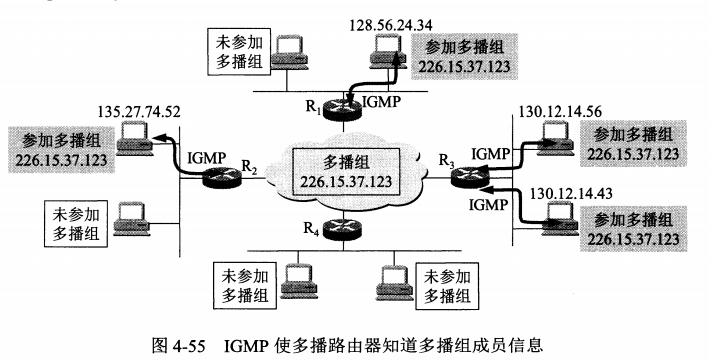 128.56.24.34
未参加
多播组
参加多播组
226.15.37.123
R1
IGMP
135.27.74.52
参加多播组
226.15.37.123
IGMP
R2
未参加
多播组
多播组
226.15.37.123
R3
IGMP
IGMP
130.12.14.56
参加多播组
226.15.37.123
130.12.14.43
参加多播组
226.15.37.123
R4
未参加
多播组
未参加
多播组
图 4-55 IGMP 使多播路由器知道多播组成员信息